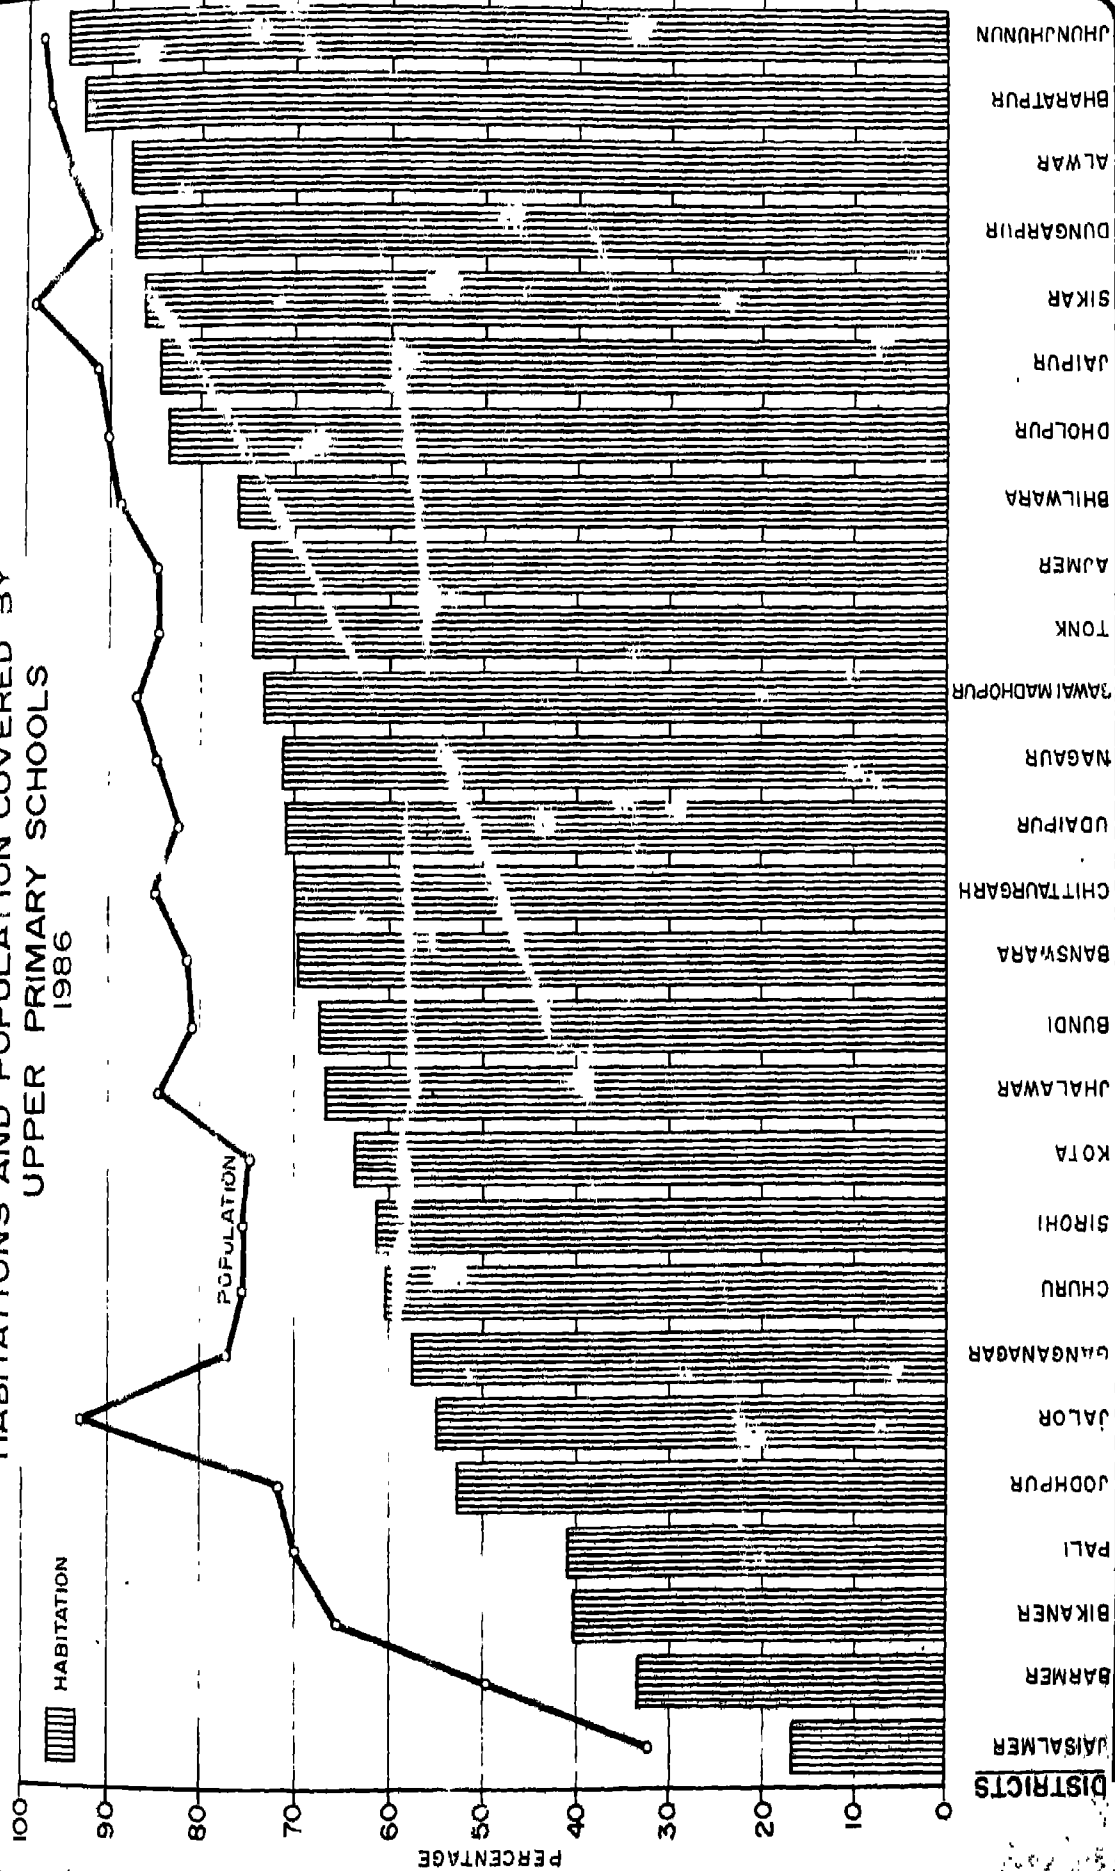 HABITATIONS AND POPULATION COVERED BY
UPPER PRIMARY SCHOOLS
1986
HABITATION
POPULATION
PERCENTAGE
100
90
80
70
60
50
40
30
20
10
0
DISTRICTS
JAISALMER
BARMER
BIKANER
PALI
JODHPUR
JALOR
GANGANAGAR
CHURU
SIROHI
KOTA
JHALAWAR
BUNDI
BANSWARA
CHITTAURGARH
UDAIPUR
NAGAUR
SAWAI MADHOPUR
TONK
AJMER
BHILWARA
DHOLPUR
JAIPUR
SIKAR
DUNGARPUR
ALWAR
BHARATPUR
JHUNJHUNUN